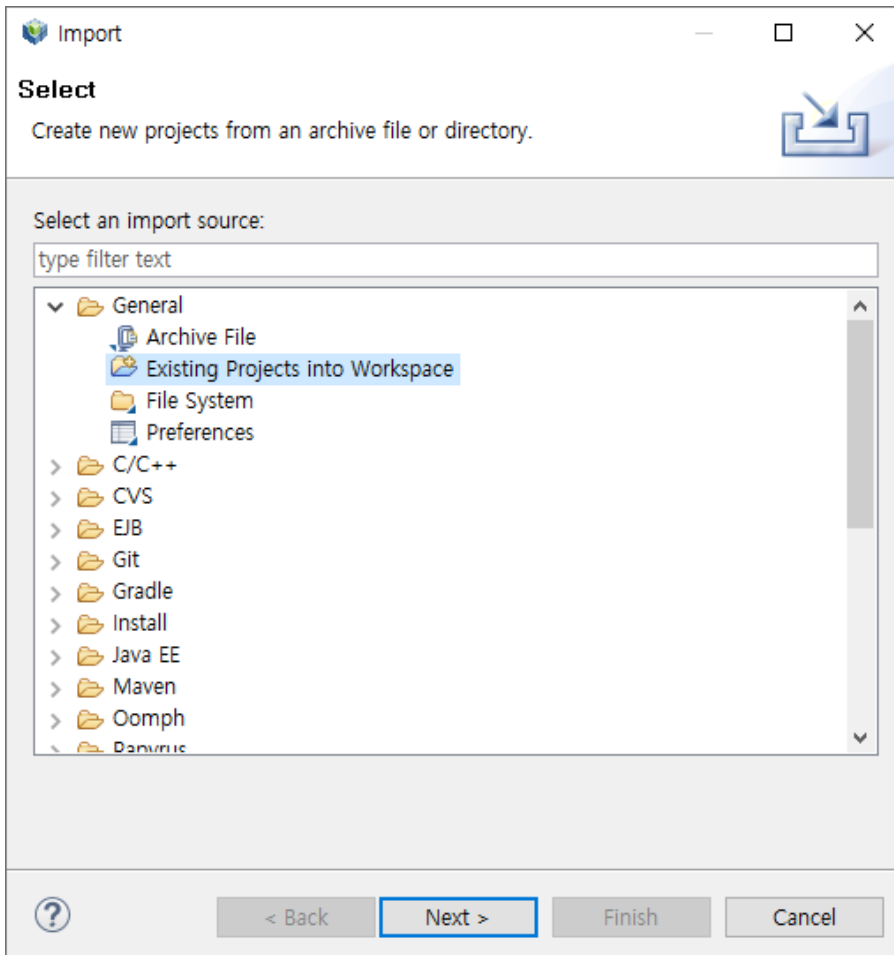 Import
Select
Create new projects from an archive file or directory.
Select an import source:
type filter text
General
Archive File
Existing Projects into Workspace
File System
Preferences
C/C++
CVS
EJB
Git
Gradle
Install
Java EE
Maven
Oomph
Papyrus
?
< Back
Next >
Finish
Cancel